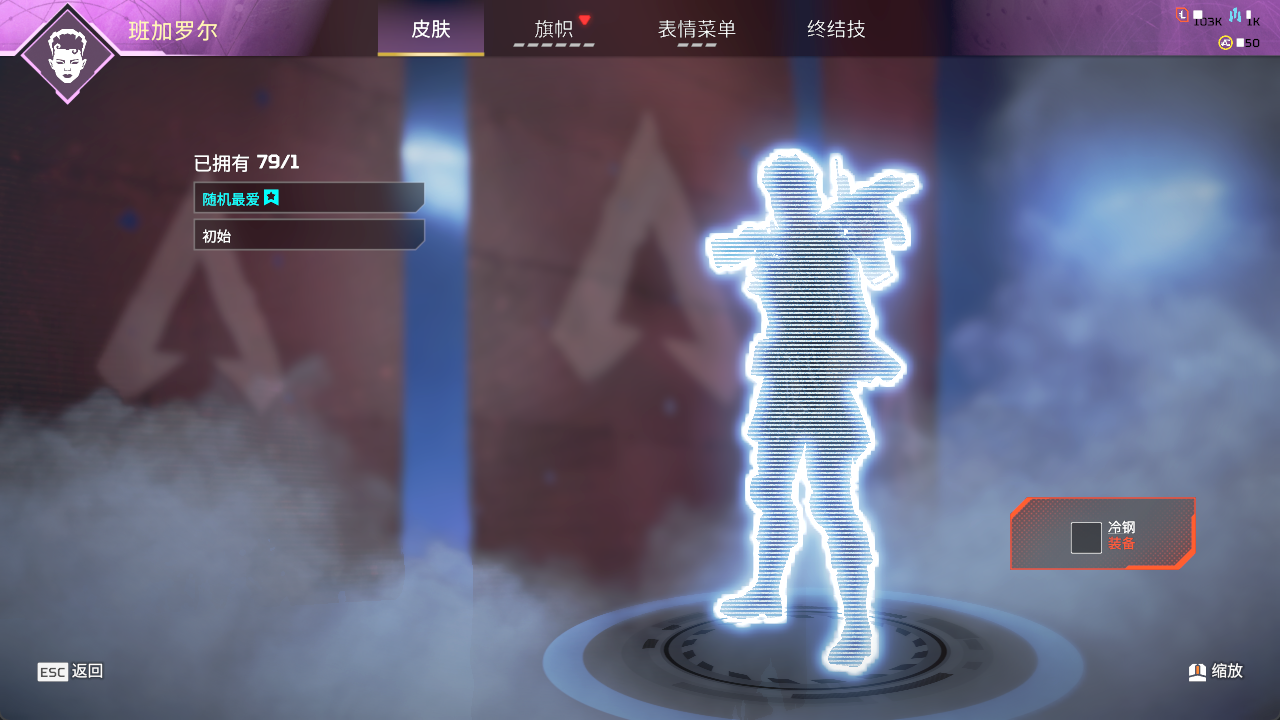 班加罗尔
皮肤
旗帜
表情菜单
终结技
103K
1K
50
已拥有 79/1
随机最爱
初始
冷钢
装备
ESC 返回
缩放